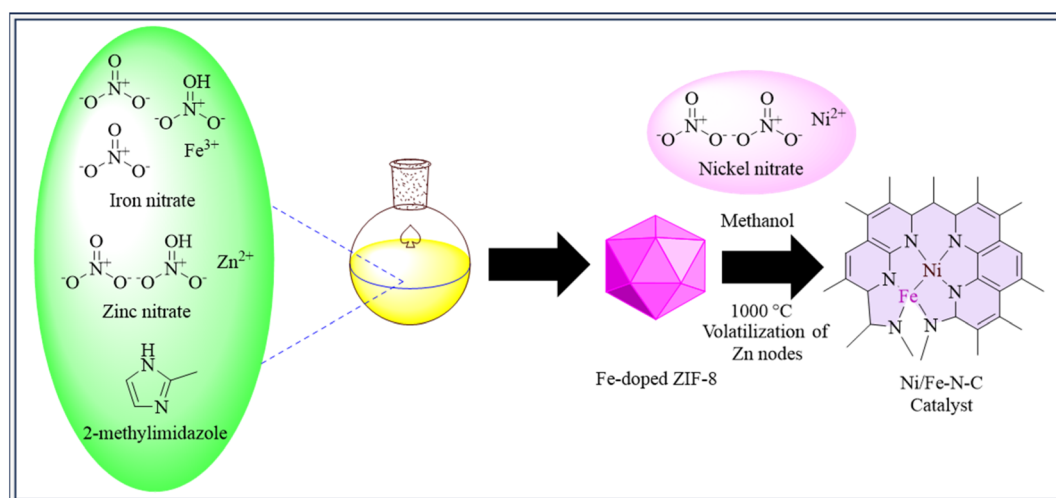 O
N+
-O O-
OH
N+
-O O-
Fe3+
O
N+
-O O-
Iron nitrate
O
N+
-O O-
OH
N+
-O O-
Zn2+
Zinc nitrate
H
N
N
2-methylimidazole
Fe-doped ZIF-8
O
N+
-O O-
O
N+
-O O-
Ni2+
Nickel nitrate
Methanol
1000 °C
Volatilization of
Zn nodes
N N
Ni
N N
Fe
N N
Ni/Fe-N-C
Catalyst